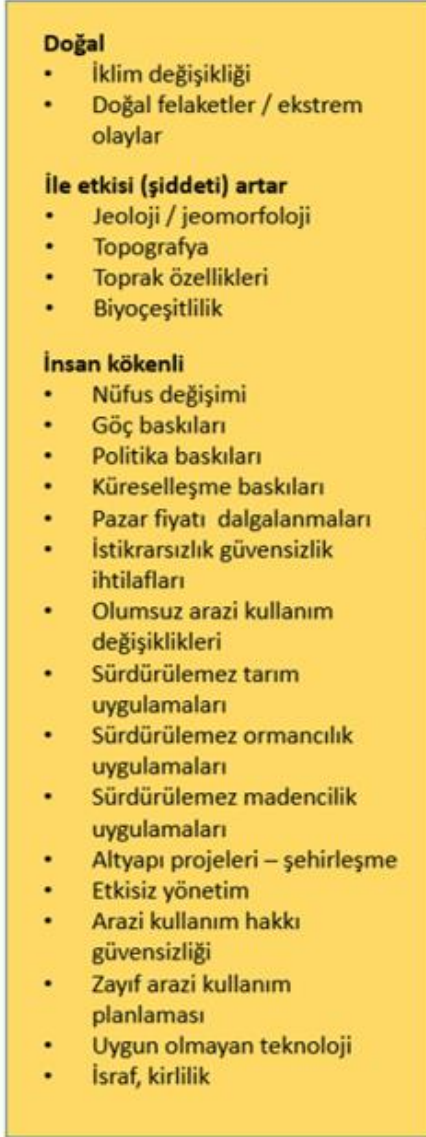 Doğal
• İklim değişikliği
• Doğal felaketler / ekstrem
olaylar
İle etkisi (şiddeti) artar
• Jeoloji / jeomorfoloji
• Topografya
• Toprak özellikleri
• Biyoçeşitlilik
İnsan kökenli
• Nüfus değişimi
• Göç baskıları
• Politika baskıları
• Küreselleşme baskıları
• Pazar fiyatı dalgalanmaları
• İstikrarsızlık güvensizlik
ihtilafları
• Olumsuz arazi kullanım
değişiklikleri
• Sürdürülemez tarım
uygulamaları
• Sürdürülemez ormancılık
uygulamaları
• Sürdürülemez madencilik
uygulamaları
• Altyapı projeleri – şehirleşme
• Etkisiz yönetim
• Arazi kullanım hakkı
güvensizliği
• Zayıf arazi kullanım
planlaması
• Uygun olmayan teknoloji
• İsraf, kirlilik